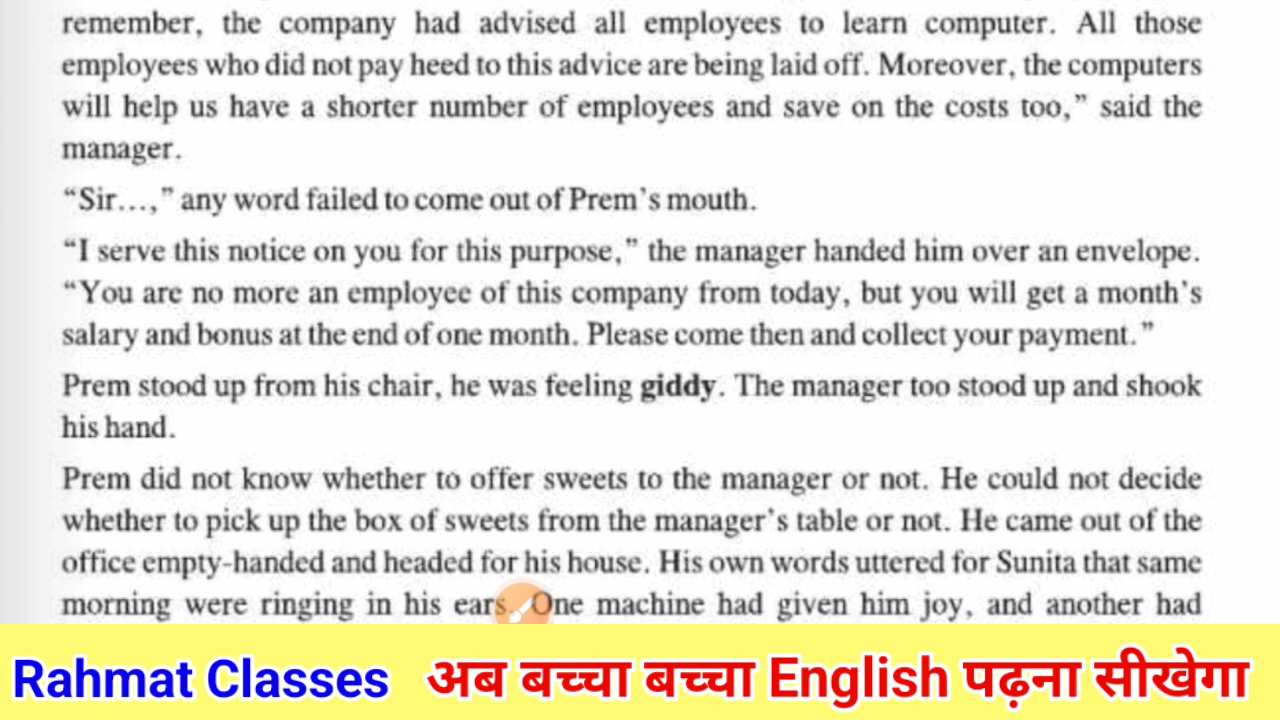 remember, the company had advised all employees to learn computer. All those
employees who did not pay heed to this advice are being laid off. Moreover, the computers
will help us have a shorter number of employees and save on the costs too,” said the
manager.
“Sir...,” any word failed to come out of Prem’s mouth.
“I serve this notice on you for this purpose,” the manager handed him over an envelope.
“You are no more an employee of this company from today, but you will get a month’s
salary and bonus at the end of one month. Please come then and collect your payment.”
Prem stood up from his chair, he was feeling giddy. The manager too stood up and shook
his hand.
Prem did not know whether to offer sweets to the manager or not. He could not decide
whether to pick up the box of sweets from the manager’s table or not. He came out of the
office empty-handed and headed for his house. His own words uttered for Sunita that same
morning were ringing in his ears. One machine had given him joy, and another had
Rahmat Classes अब बच्चा बच्चा English पढ़ना सीखेगा